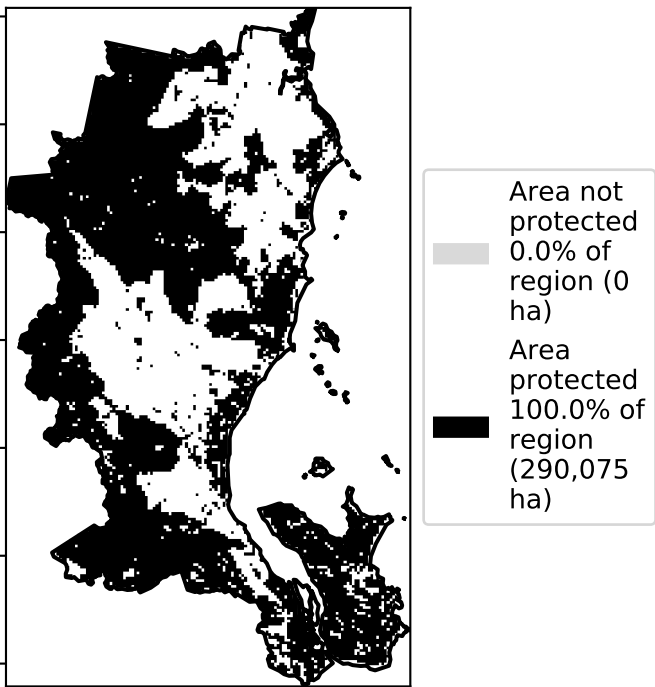 Area not
protected
0.0% of
region (0
ha)
Area
protected
100.0% of
region
(290,075
ha)